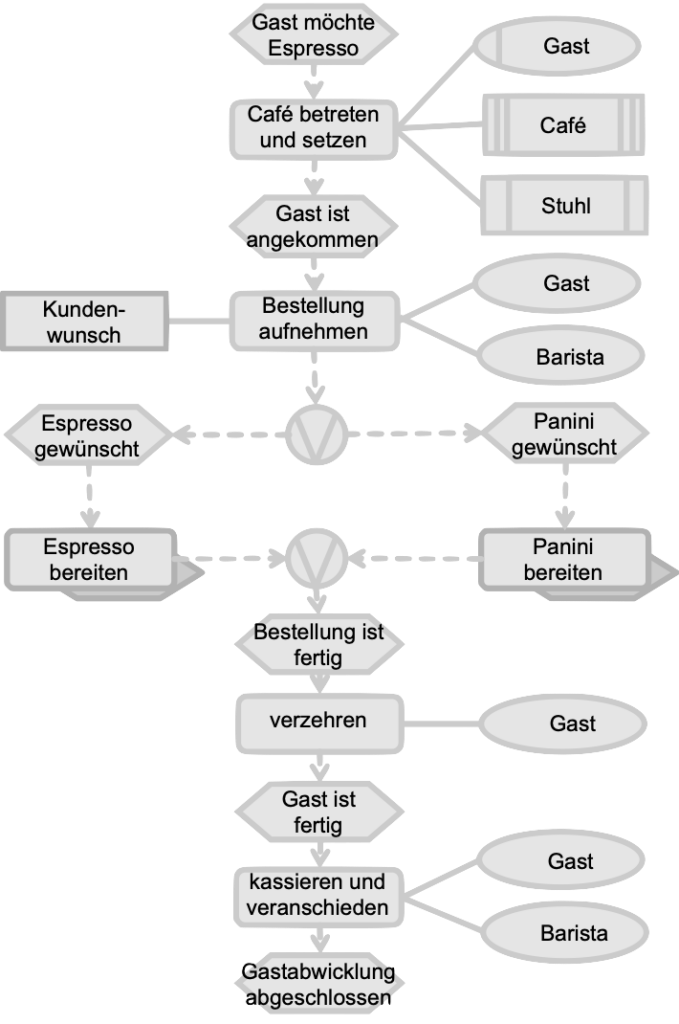 Gast möchte
Espresso
Gast
Café betreten
und setzen
Café
Stuhl
Gast ist
angekommen
Gast
Kunden-
wunsch
Bestellung
aufnehmen
Barista
Espresso
gewünscht
Panini
gewünscht
Espresso
bereiten
Panini
bereiten
Bestellung ist
fertig
verzehren
Gast
Gast ist
fertig
Gast
kassieren und
veranschieden
Barista
Gastabwicklung
abgeschlossen